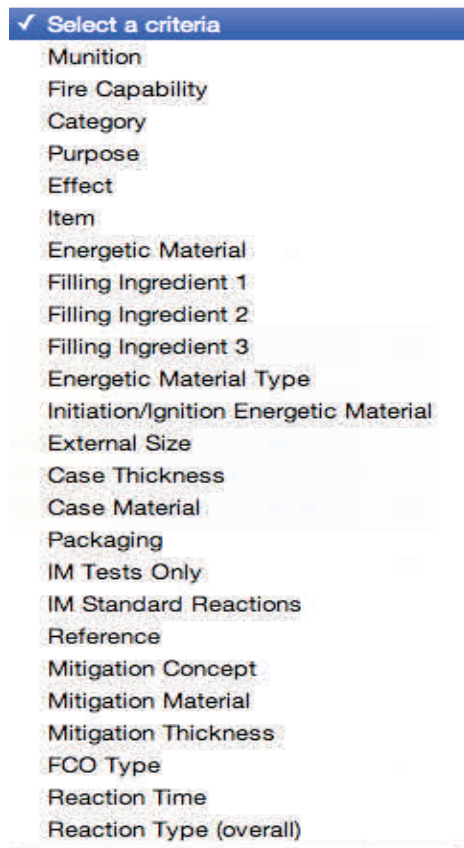 ✓ Select a criteria
Munition
Fire Capability
Category
Purpose
Effect
Item
Energetic Material
Filling Ingredient 1
Filling Ingredient 2
Filling Ingredient 3
Energetic Material Type
Initiation/Ignition Energetic Material
External Size
Case Thickness
Case Material
Packaging
IM Tests Only
IM Standard Reactions
Reference
Mitigation Concept
Mitigation Material
Mitigation Thickness
FCO Type
Reaction Time
Reaction Type (overall)